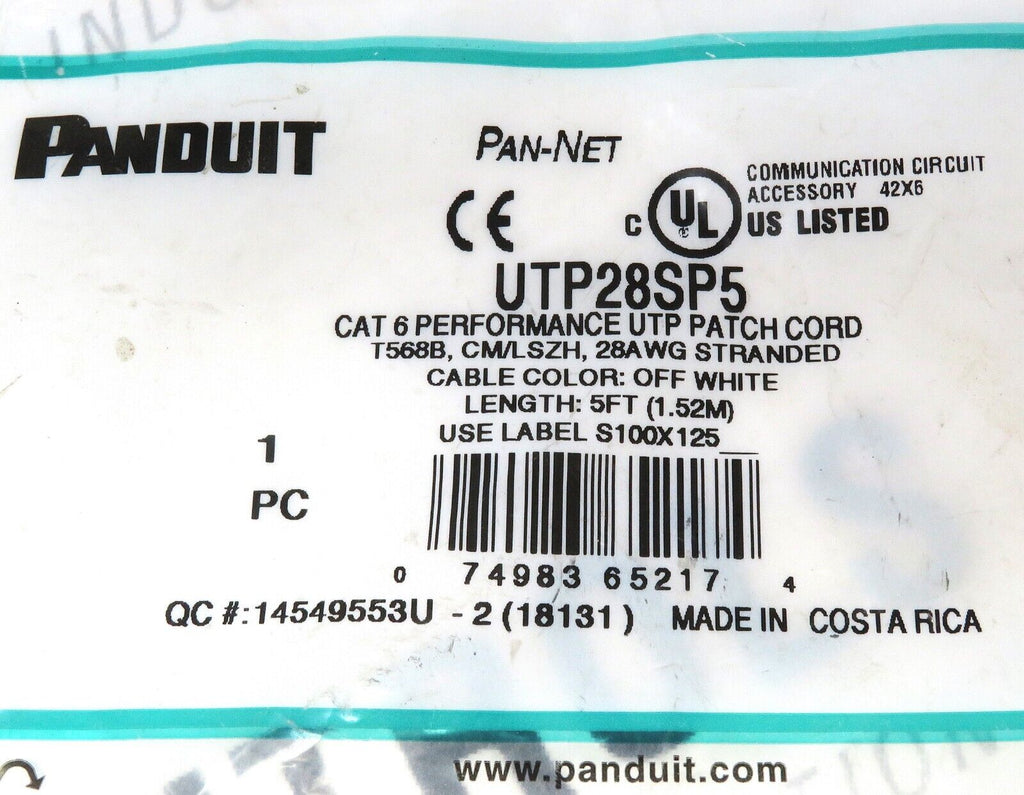 PANDUIT
PAN-NET
CE
C UL US LISTED
COMMUNICATION CIRCUIT
ACCESSORY 42X6
UTP28SP5
CAT 6 PERFORMANCE UTP PATCH CORD
T568B, CM/LSZH, 28AWG STRANDED
CABLE COLOR: OFF WHITE
LENGTH: 5FT (1.52M)
USE LABEL S100X125__
1
PC
0 74983 65217 4
QC #:14549553U - 2 (18131) MADE IN COSTA RICA
www.panduit.com